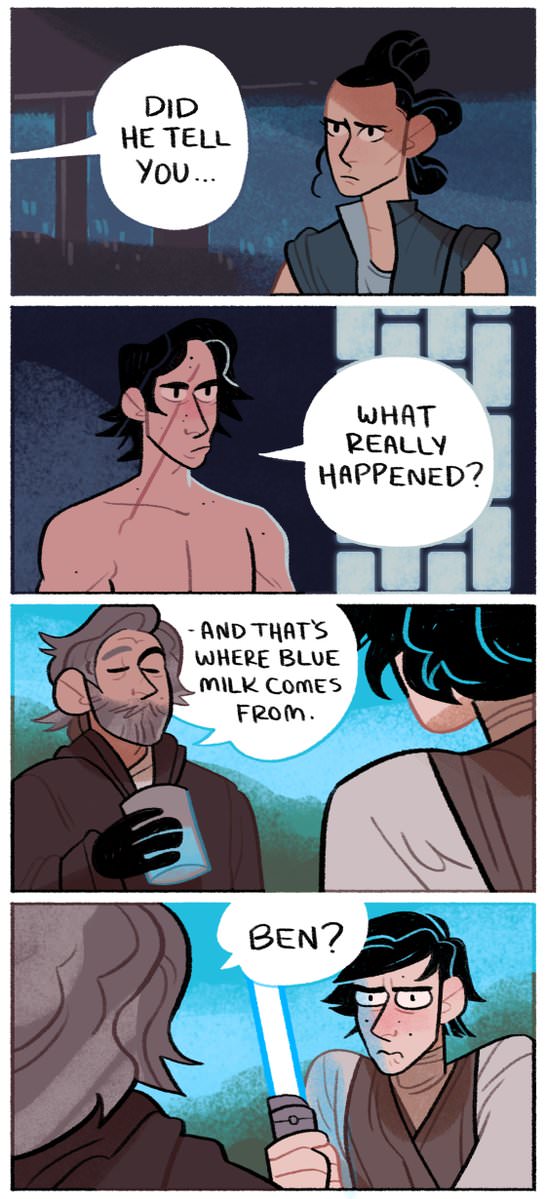 DID
HE TELL
YOU...
WHAT
REALLY
HAPPENED?
- AND THAT'S
WHERE BLUE
MILK COMES
FROM.
BEN?